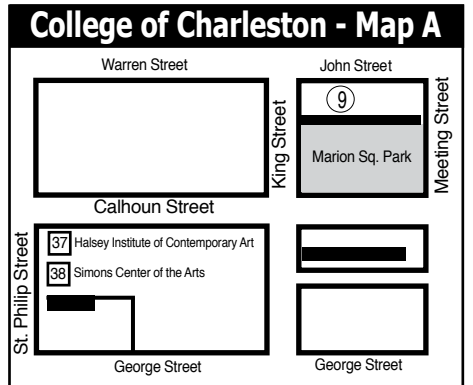 College of Charleston - Map A
Warren Street
John Street
9
King Street
Meeting Street
Marion Sq. Park
Calhoun Street
St. Philip Street
37 Halsey Institute of Contemporary Art
38 Simons Center of the Arts
George Street
George Street